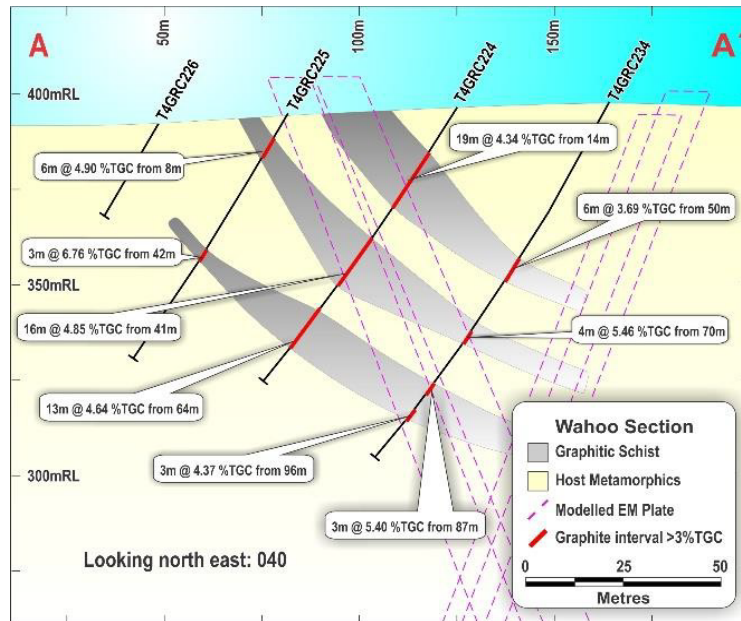 A
50m
100m
150m
A'
T4GRC226
T4GRC225
T4GRC224
T4GRC234
400mRL
350mRL
300mRL
6m @ 4.90 %TGC from 8m
19m @ 4.34 %TGC from 14m
3m @ 6.76 %TGC from 42m
6m @ 3.69 %TGC from 50m
16m @ 4.85 %TGC from 41m
4m @ 5.46 %TGC from 70m
13m @ 4.64 %TGC from 64m
3m @ 4.37 %TGC from 96m
3m @ 5.40 %TGC from 87m
Looking north east: 040
Wahoo Section
Graphitic Schist
Host Metamorphics
Modelled EM Plate
Graphite interval >3%TGC
0 25 50
Metres